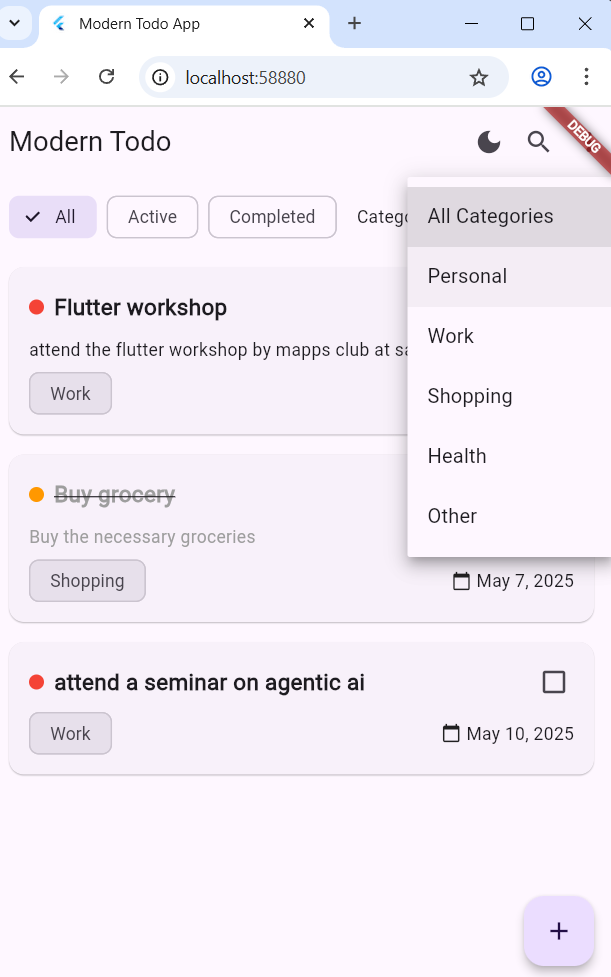 Modern Todo App
localhost:58880
Modern Todo
DEBUG
All
Active
Completed
All Categories
Personal
Work
Shopping
Health
Other
Flutter workshop
attend the flutter workshop by mapps club at
Work
Buy grocery
Buy the necessary groceries
Shopping
May 7, 2025
attend a seminar on agentic ai
Work
May 10, 2025